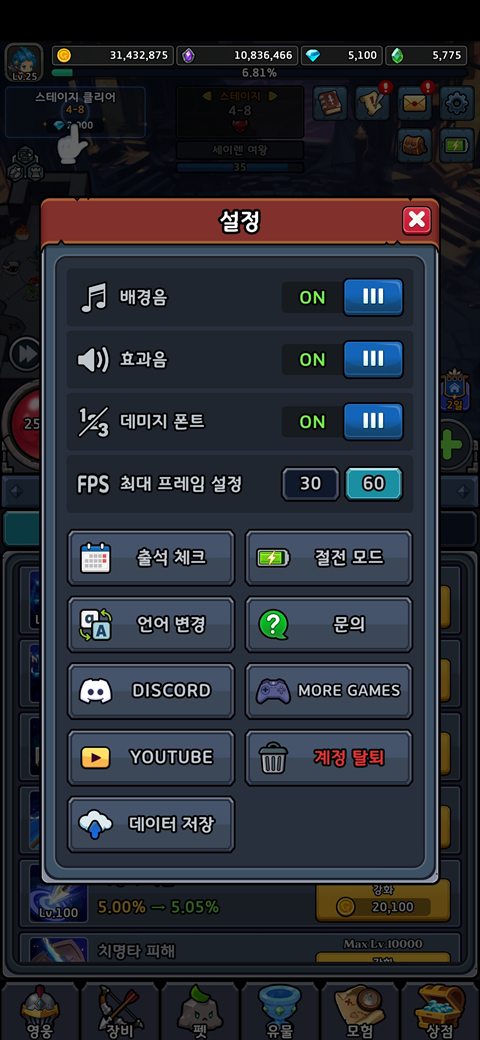 31,432,875
10,836,466
5,100
5,775
Lv.25
6.81%
스테이지 클리어
4-8
스테이지
4-8
세이렌 여왕
35
설정
배경음
ON
효과음
ON
데미지 폰트
ON
FPS 최대 프레임 설정
30
60
2일
25
출석 체크
절전 모드
언어 변경
문의
DISCORD
MORE GAMES
YOUTUBE
계정 탈퇴
데이터 저장
Lv.100
5.00% → 5.05%
강화
20,100
치명타 피해
Max Lv.10000
강화
영웅
장비
펫
유물
모험
상점